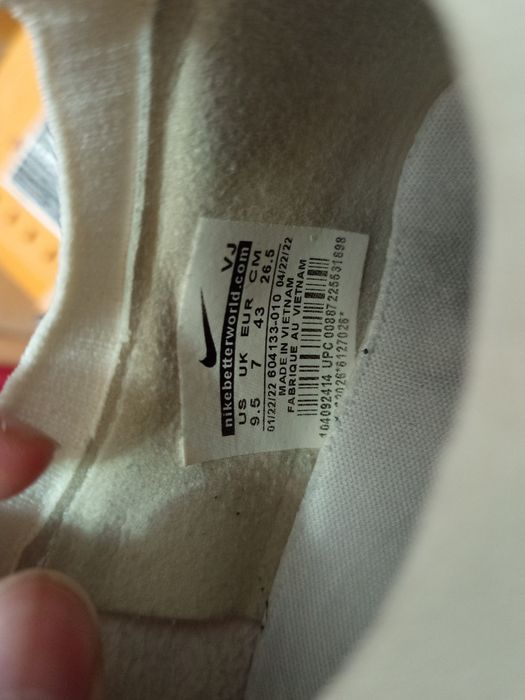 VJ
nikebetterworld.com
US UK EUR CM
9.5 7 43 26.5
01/22/22 604133-010 04/22/22
MADE IN VIETNAM
FABRIQUE AU VIETNAM
104092414 UPC 00887225531698